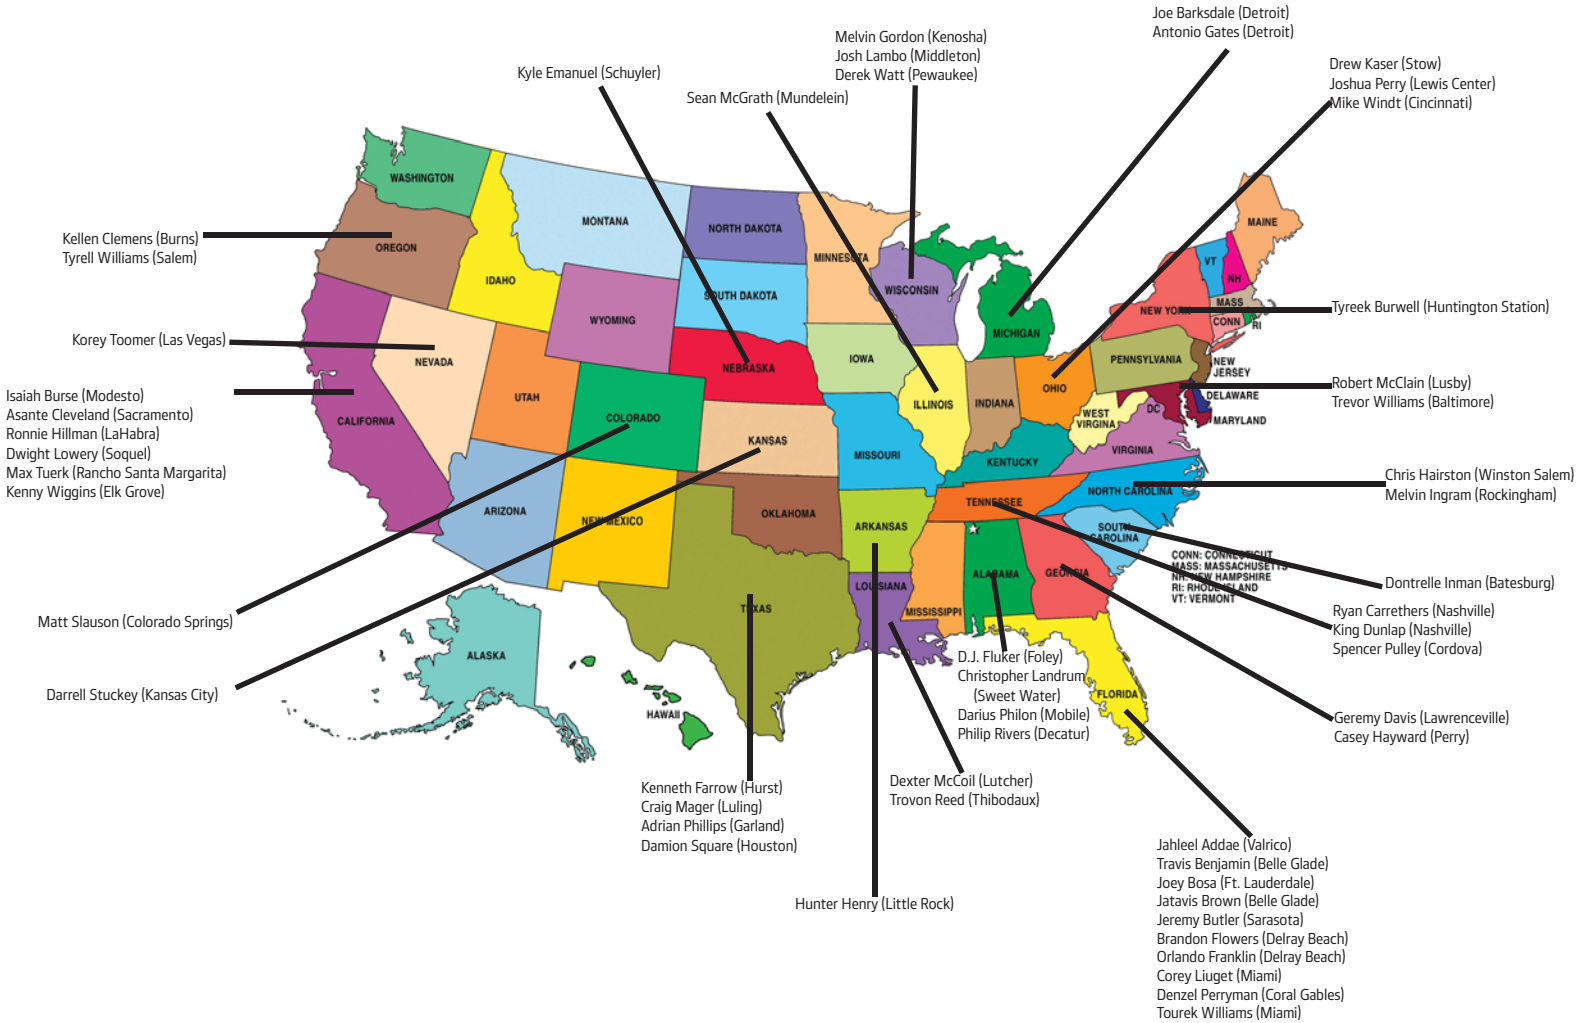 Joe Barksdale (Detroit)
Antonio Gates (Detroit)
Melvin Gordon (Kenosha)
Josh Lambo (Middleton)
Derek Watt (Pewaukee)
Drew Kaser (Stow)
Joshua Perry (Lewis Center)
Mike Windt (Cincinnati)
Kyle Emanuel (Schuyler)
Sean McGrath (Mundelein)
Kellen Clemens (Burns)
Tyrell Williams (Salem)
Korey Toomer (Las Vegas)
Isaiah Burse (Modesto)
Asante Cleveland (Sacramento)
Ronnie Hillman (LaHabra)
Dwight Lowery (Soquel)
Max Tuerk (Rancho Santa Margarita)
Kenny Wiggins (Elk Grove)
Matt Slauson (Colorado Springs)
Darrell Stuckey (Kansas City)
WASHINGTON
OREGON
IDAHO
MONTANA
NORTH DAKOTA
MINNESOTA
SOUTH DAKOTA
WISCONSIN
MICHIGAN
WYOMING
NEVADA
UTAH
CALIFORNIA
COLORADO
NEBRASKA
IOWA
ILLINOIS
INDIANA
OHIO
KANSAS
MISSOURI
KENTUCKY
WEST
VIRGINA
VIRGINIA
PENNSYLVANIA
NEW YORK
VT
NH
MAINE
MASS
CONN
RI
NEW
JERSEY
DELAWARE
MARYLAND
DC
ARIZONA
NEW MEXICO
OKLAHOMA
ARKANSAS
TENNESSEE
NORTH CAROLINA
SOUTH
CAROLINA
TEXAS
LOUISIANA
MISSISSIPPI
ALABAMA
GEORGIA
FLORIDA
ALASKA
HAWAII
CONN: CONNECTICUT
MASS: MASSACHUSETTS
NH: NEW HAMPSHIRE
RI: RHODE ISLAND
VT: VERMONT
Tyreek Burwell (Huntington Station)
Robert McClain (Lusby)
Trevor Williams (Baltimore)
Chris Hairston (Winston Salem)
Melvin Ingram (Rockingham)
Dontrelle Inman (Batesburg)
Ryan Carrethers (Nashville)
King Dunlap (Nashville)
Spencer Pulley (Cordova)
Geremy Davis (Lawrenceville)
Casey Hayward (Perry)
D.J. Fluker (Foley)
Christopher Landrum
(Sweet Water)
Darius Philon (Mobile)
Philip Rivers (Decatur)
Dexter McCoil (Lutcher)
Trovon Reed (Thibodaux)
Kenneth Farrow (Hurst)
Craig Mager (Luling)
Adrian Phillips (Garland)
Damion Square (Houston)
Hunter Henry (Little Rock)
Jahleel Addae (Valrico)
Travis Benjamin (Belle Glade)
Joey Bosa (Ft. Lauderdale)
Jatavis Brown (Belle Glade)
Jeremy Butler (Sarasota)
Brandon Flowers (Delray Beach)
Orlando Franklin (Delray Beach)
Corey Liuget (Miami)
Denzel Perryman (Coral Gables)
Tourek Williams (Miami)